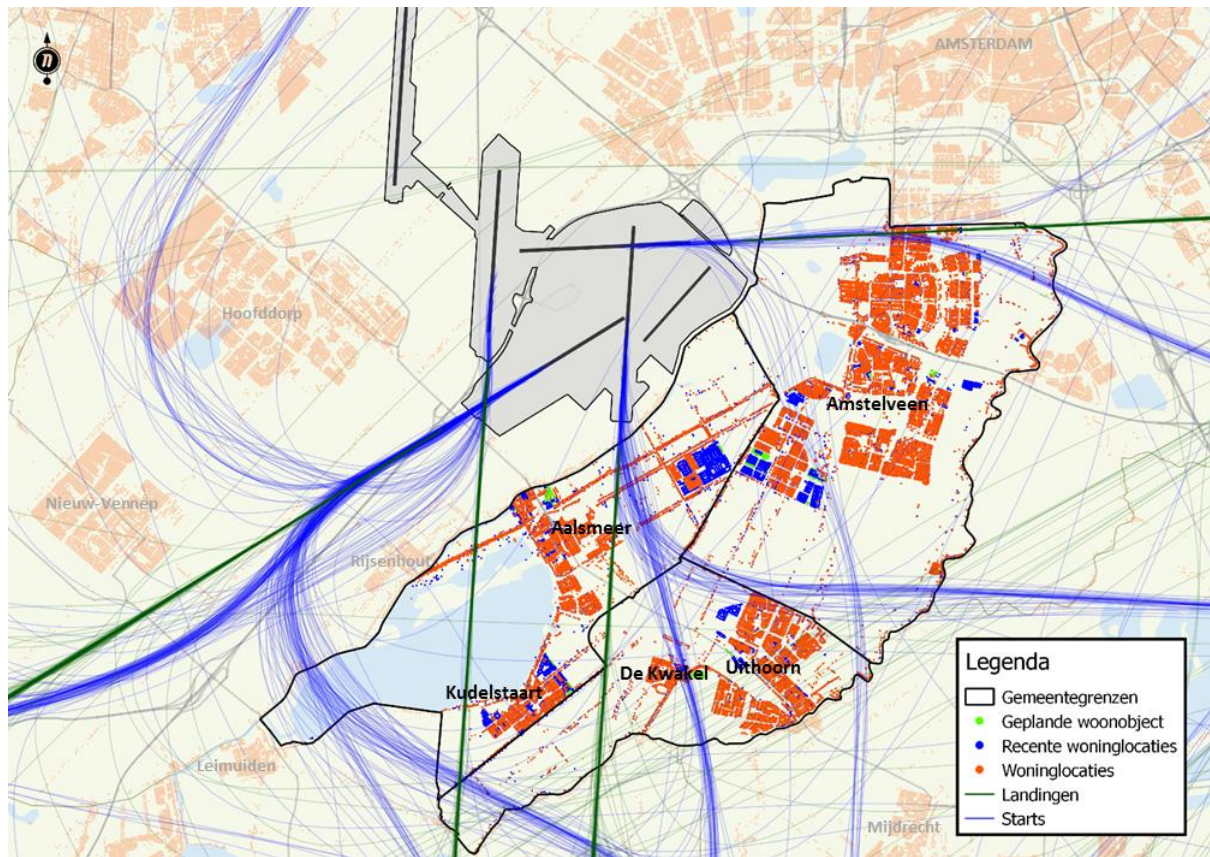 n
AMSTERDAM
Hoofddorp
Amstelveen
Nieuw-Vennep
Aalsmeer
Rijsenhout
De Kwakel
Uithoorn
Kudelstaart
Leimuiden
Mijdrecht
Legenda
Gemeentegrenzen
Geplande woonobject
Recente woninglocaties
Woninglocaties
Landingen
Starts